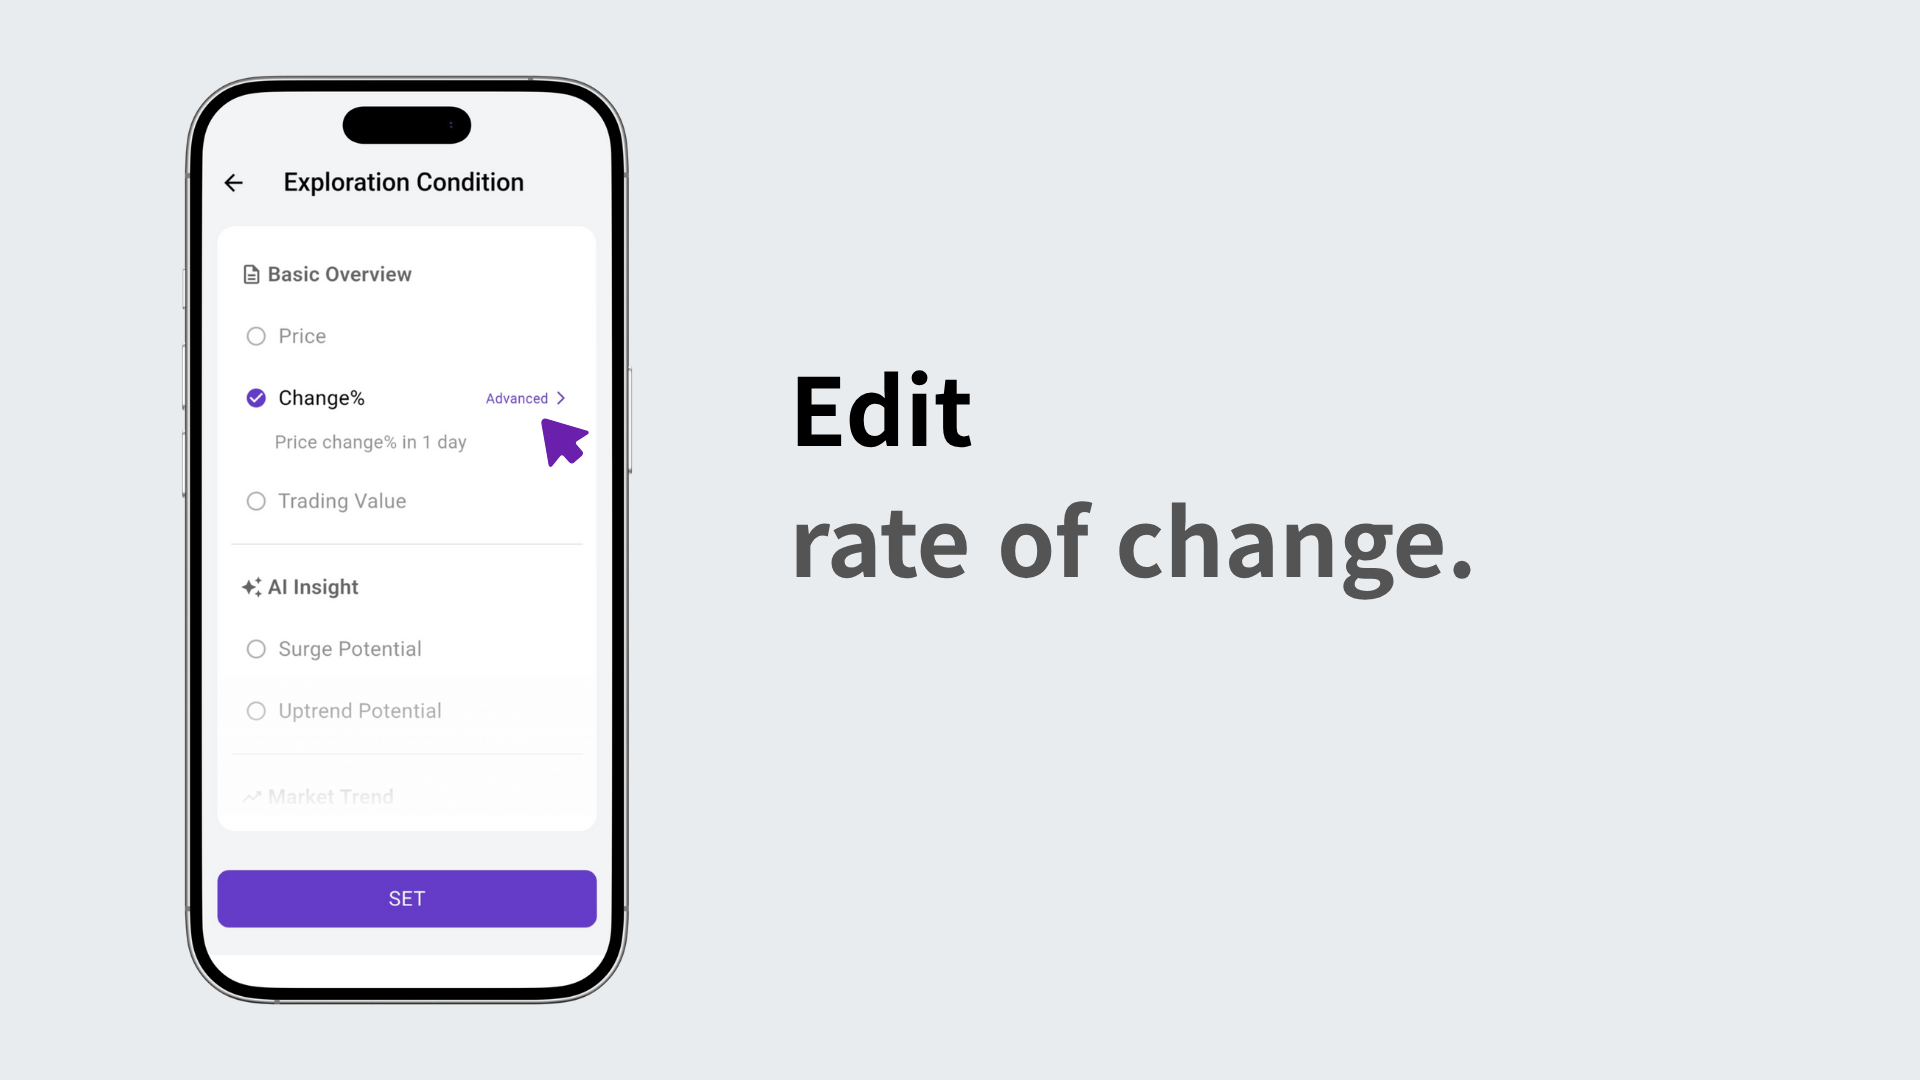 Exploration Condition
Basic Overview
Price
Change%
Advanced
Price change% in 1 day
Trading Value
AI Insight
Surge Potential
Uptrend Potential
Market Trend
SET
Edit
rate of change.